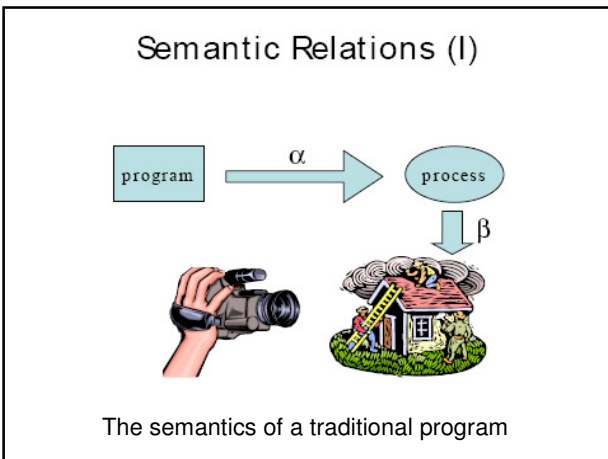 Semantic Relations (I)
α
program
process
β
The semantics of a traditional program